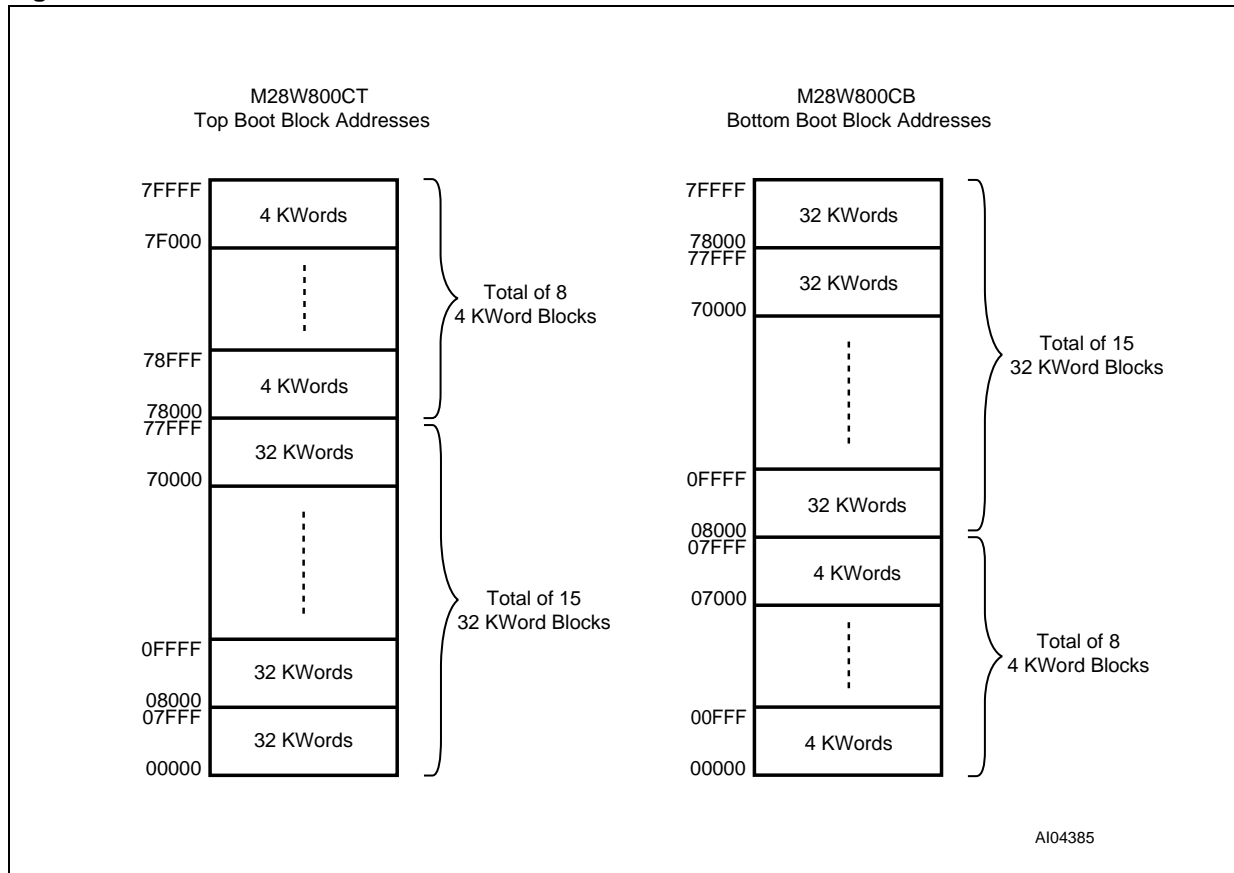 M28W800CT
Top Boot Block Addresses
7FFFF
4 KWords
7F000
Total of 8
4 KWord Blocks
78FFF
4 KWords
78000
77FFF
32 KWords
70000
Total of 15
32 KWord Blocks
0FFFF
32 KWords
08000
07FFF
32 KWords
00000
M28W800CB
Bottom Boot Block Addresses
7FFFF
32 KWords
78000
77FFF
32 KWords
70000
Total of 15
32 KWord Blocks
0FFFF
32 KWords
08000
07FFF
4 KWords
07000
Total of 8
4 KWord Blocks
00FFF
4 KWords
00000
AI04385